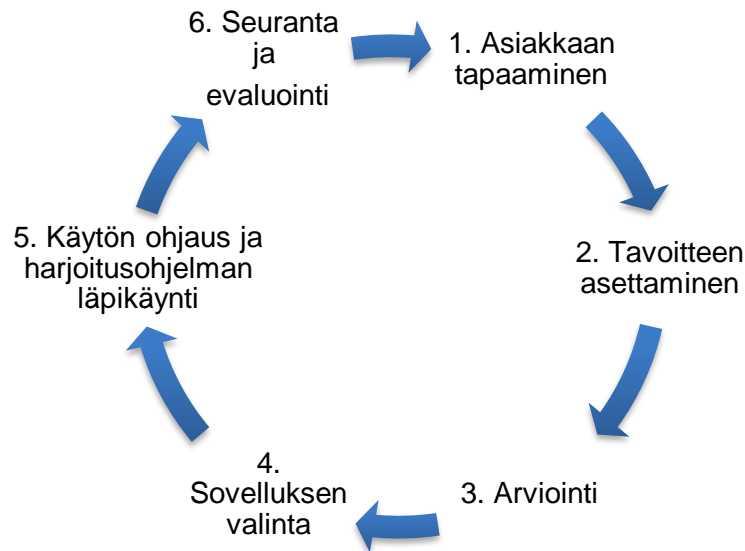 1. Asiakkaan
tapaaminen
2. Tavoitteen
asettaminen
3. Arviointi
4.
Sovelluksen
valinta
5. Käytön ohjaus ja
harjoitusohjelman
läpikäynti
6. Seuranta
ja
evaluointi